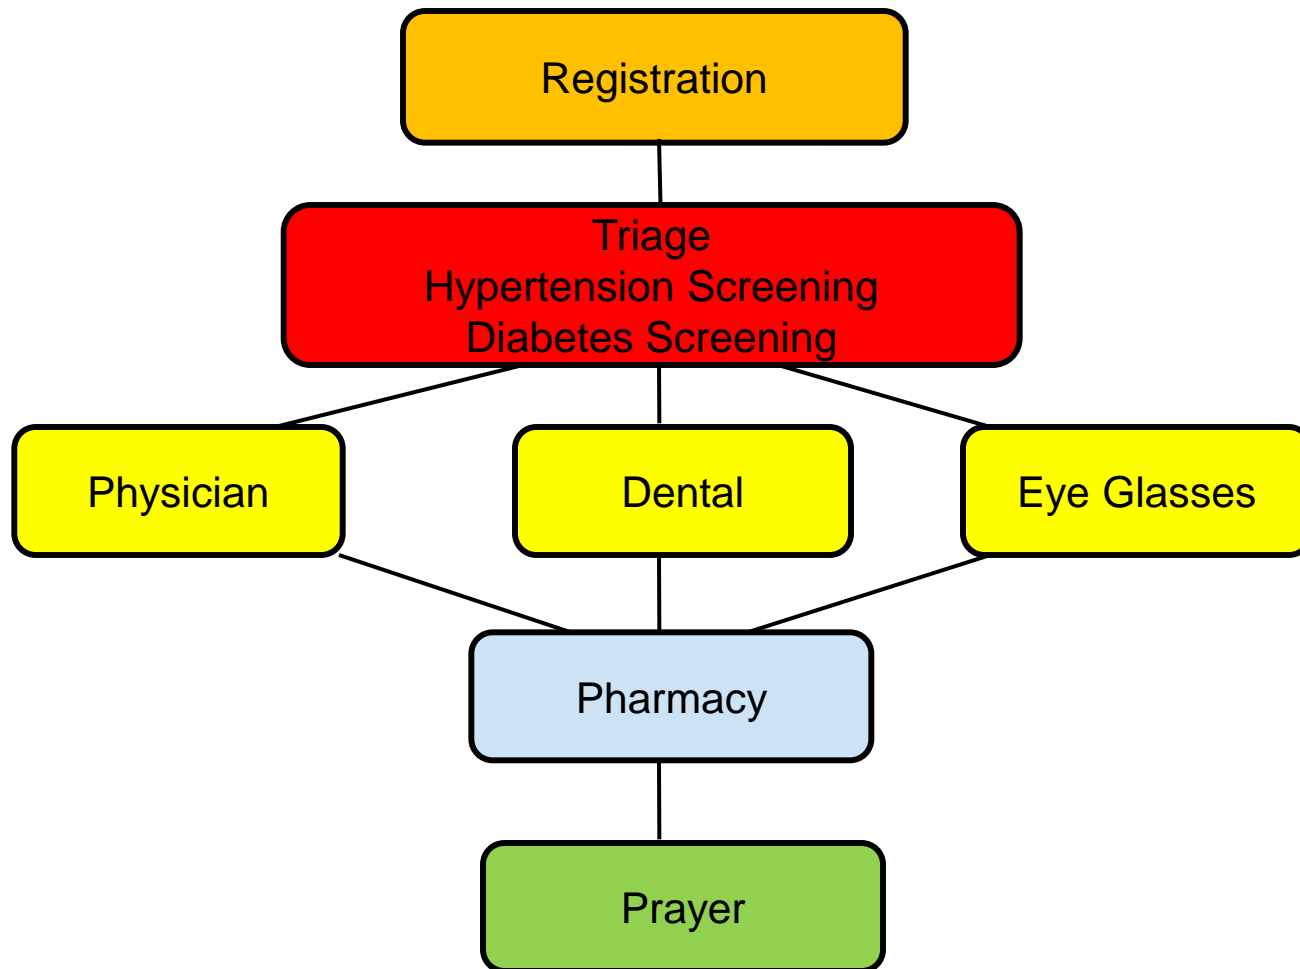 Registration
Triage
Hypertension Screening
Diabetes Screening
Physician
Dental
Eye Glasses
Pharmacy
Prayer